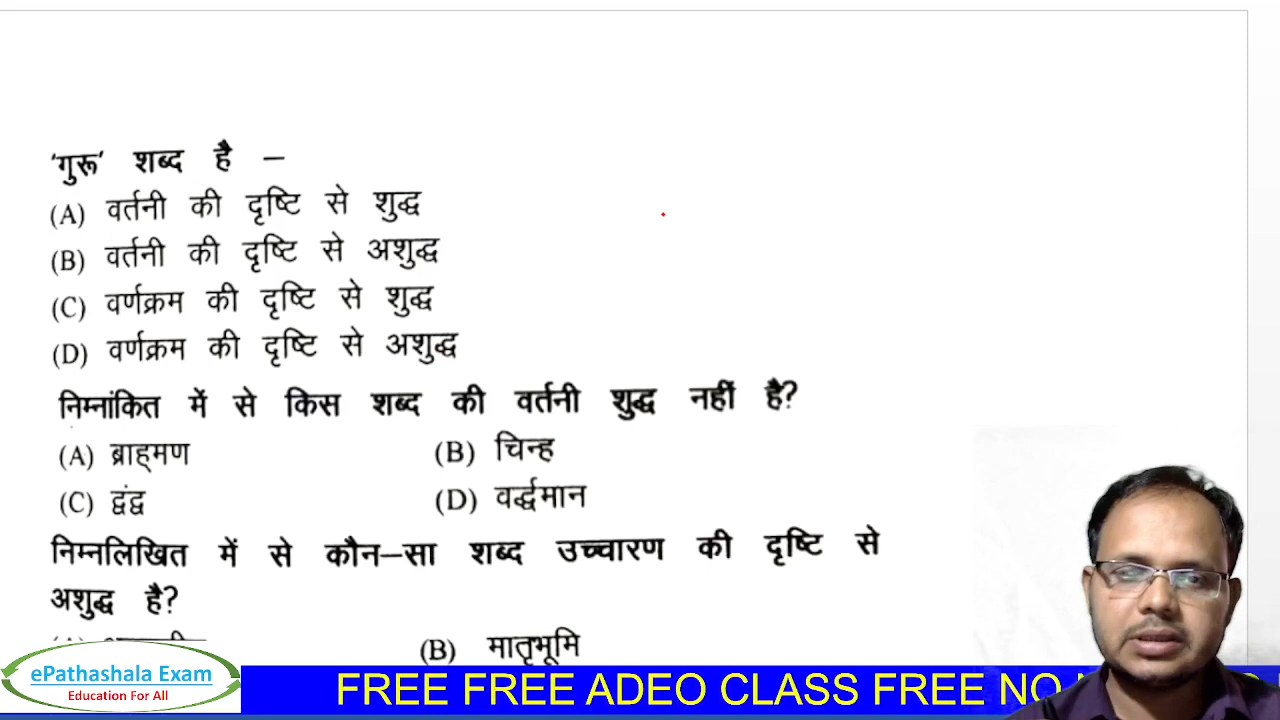 'गुरू' शब्द है –
(A) वर्तनी की दृष्टि से शुद्ध
(B) वर्तनी की दृष्टि से अशुद्ध
(C) वर्णक्रम की दृष्टि से शुद्ध
(D) वर्णक्रम की दृष्टि से अशुद्ध
निम्नांकित में से किस शब्द की वर्तनी शुद्ध नहीं है?
(A) ब्राह्मण (B) चिन्ह
(C) द्वंद्व (D) वर्द्धमान
निम्नलिखित में से कौन–सा शब्द उच्चारण की दृष्टि से
अशुद्ध है?
(B) मातृभूमि
ePathashala Exam
Education For All
FREE FREE ADEO CLASS FREE NO